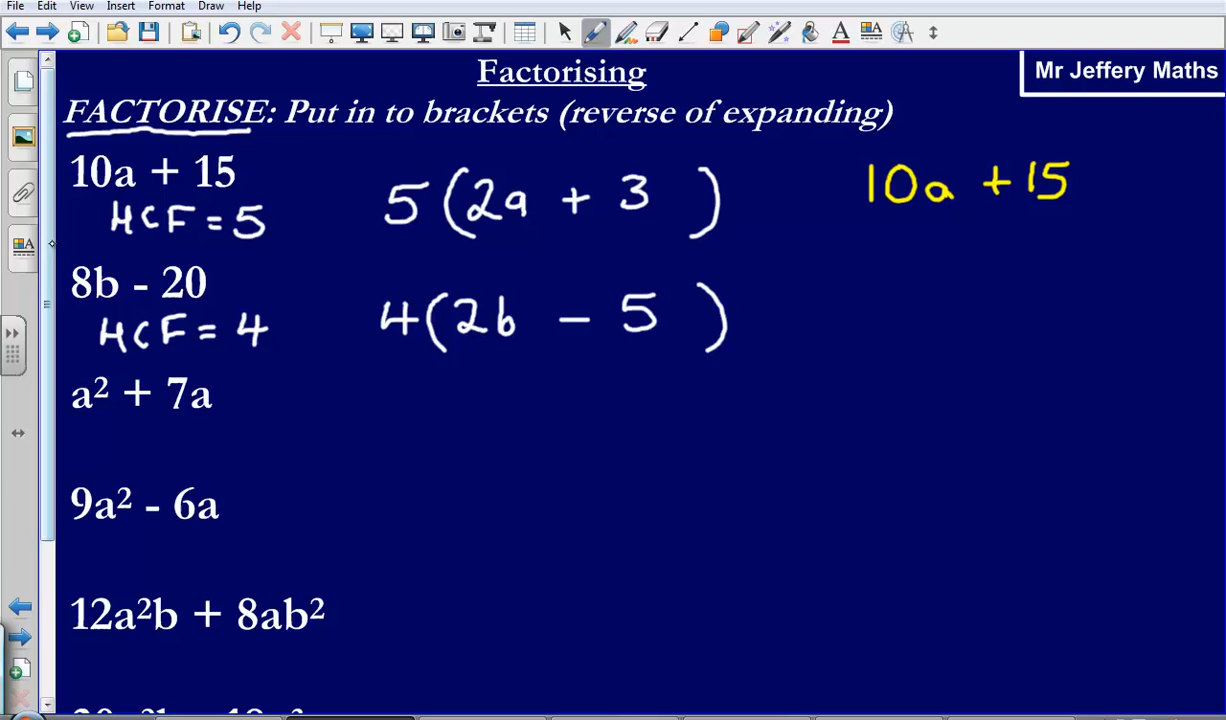 File Edit View Insert Format Draw Help
Factorising
Mr Jeffery Maths
FACTORISE: Put in to brackets (reverse of expanding)
10a + 15
5(2a + 3 )
10a + 15
HCF = 5
8b - 20
4(2b - 5 )
HCF = 4
a² + 7a
9a² - 6a
12a²b + 8ab²